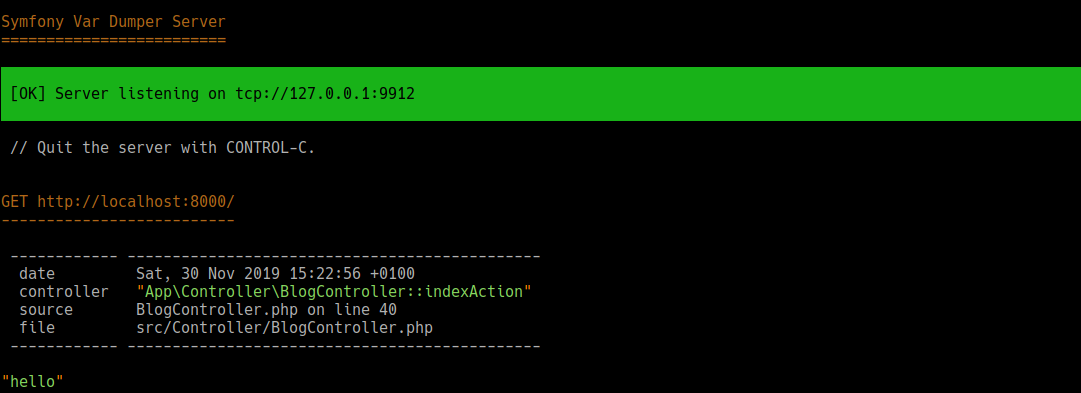 Symfony Var Dumper Server
=========================
[OK] Server listening on tcp://127.0.0.1:9912
// Quit the server with CONTROL-C.
GET http://localhost:8000/
--------------------------
------------ ----------------------------------------------
date         Sat, 30 Nov 2019 15:22:56 +0100
controller   "App\Controller\BlogController::indexAction"
source       BlogController.php on line 40
file         src/Controller/BlogController.php
------------ ----------------------------------------------
"hello"